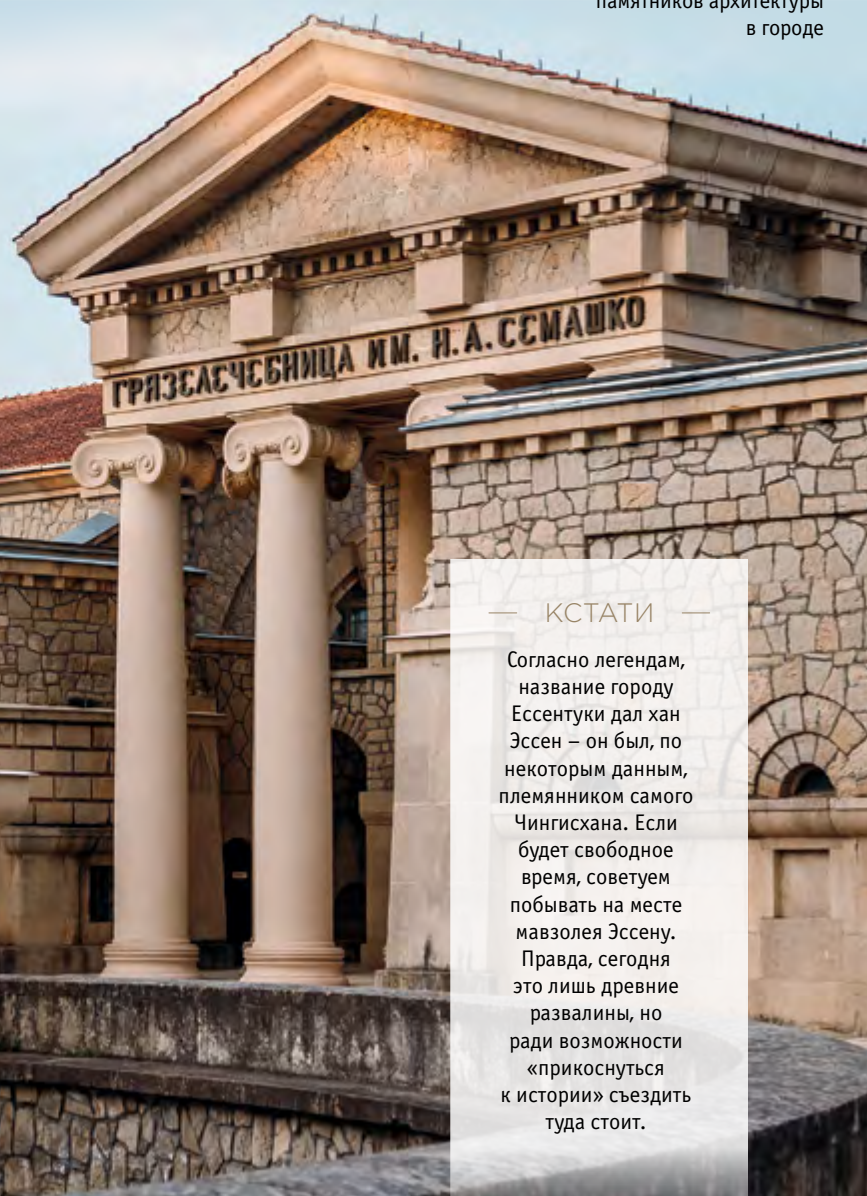 памятников архитектуры
в городе
ГРЯЗЕЛЕЧЕБНИЦА ИМ. Н.А. СЕМАШКО
— КСТАТИ —
Согласно легендам,
название городу
Ессентуки дал хан
Эссен – он был, по
некоторым данным,
племянником самого
Чингисхана. Если
будет свободное
время, советуем
побывать на месте
мавзолея Эссену.
Правда, сегодня
это лишь древние
развалины, но
ради возможности
«прикоснуться
к истории» съездить
туда стоит.